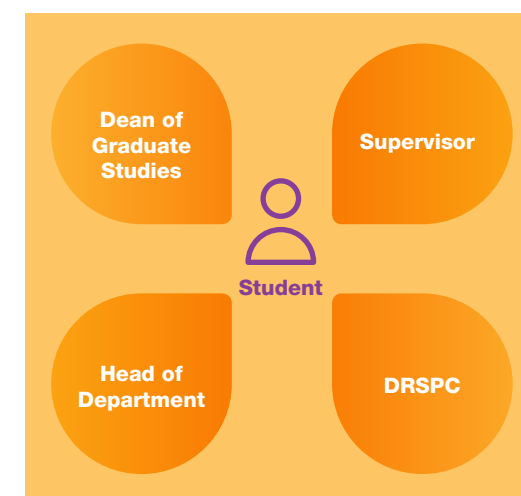 Dean of
Graduate
Studies
Supervisor
Student
Head of
Department
DRSPC